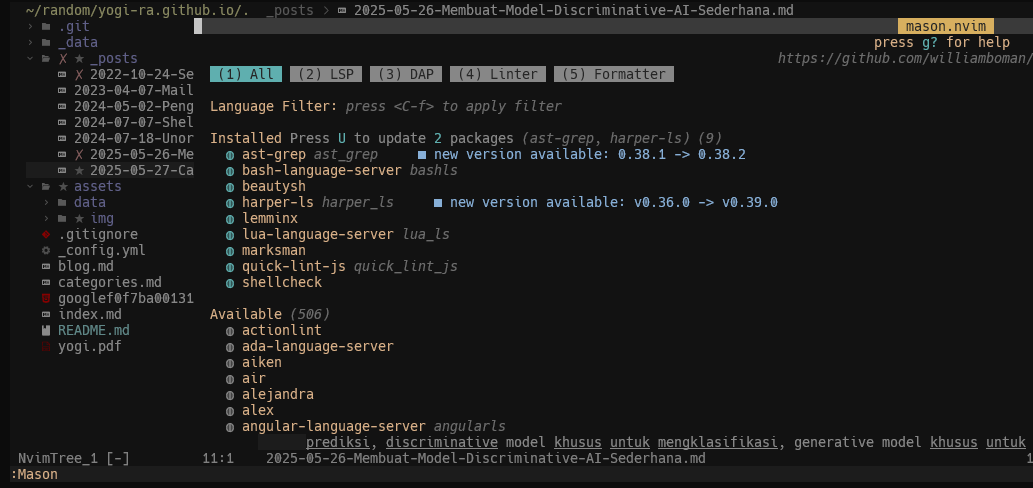 ~/random/yogi-ra.github.io/. _posts > 2025-05-26-Membuat-Model-Discriminative-AI-Sederhana.md
.git
_data
✗ ★ _posts
✗ 2022-10-24-Se
2023-04-07-Mail
2024-05-02-Peng
2024-07-07-Shel
2024-07-18-Unor
✗ 2025-05-26-Me
★ 2025-05-27-Ca
★ assets
data
★ img
.gitignore
_config.yml
blog.md
categories.md
googlef0f7ba00131
index.md
README.md
yogi.pdf
mason.nvim
press g? for help
https://github.com/williamboman/
(1) All (2) LSP (3) DAP (4) Linter (5) Formatter
Language Filter: press <C-f> to apply filter
Installed Press U to update 2 packages (ast-grep, harper-ls) (9)
ast-grep ast_grep ■ new version available: 0.38.1 -> 0.38.2
bash-language-server bashls
beautysh
harper-ls harper_ls ■ new version available: v0.36.0 -> v0.39.0
lemminx
lua-language-server lua_ls
marksman
quick-lint-js quick_lint_js
shellcheck
Available (506)
actionlint
ada-language-server
aiken
air
alejandra
alex
angular-language-server angularls
prediksi, discriminative model khusus untuk mengklasifikasi, generative model khusus untuk
NvimTree_1 [-] 11:1 2025-05-26-Membuat-Model-Discriminative-AI-Sederhana.md 1
:Mason